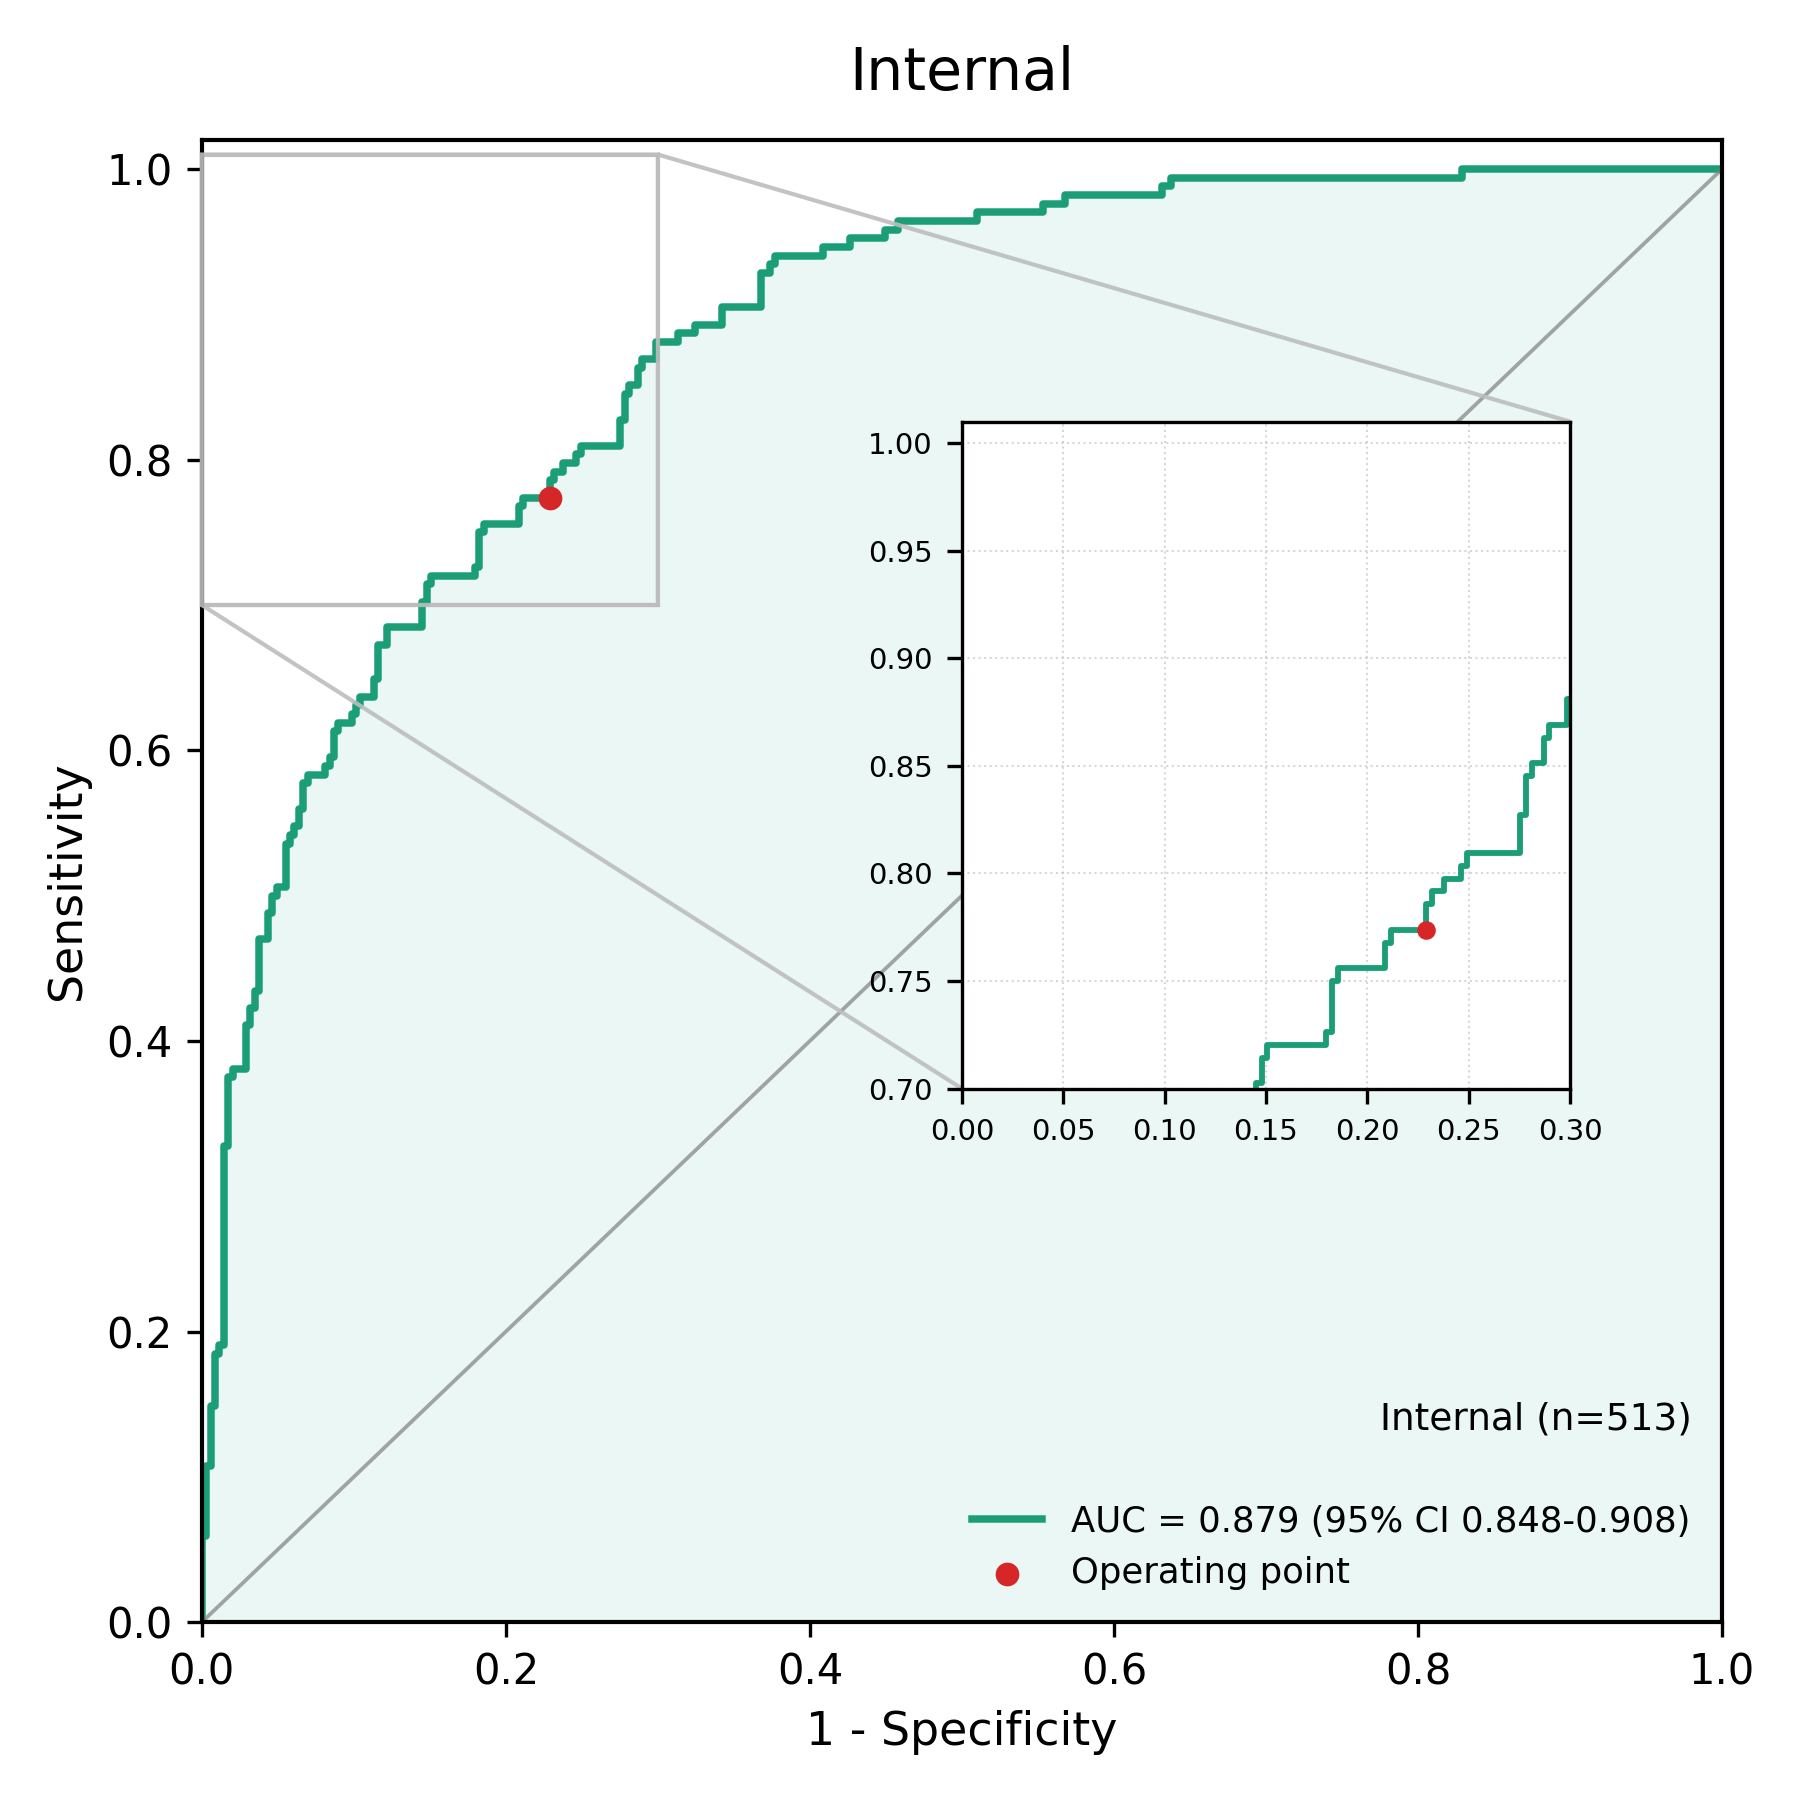 Internal
1.0
0.8
0.6
0.4
0.2
0.0
Sensitivity
1.00
0.95
0.90
0.85
0.80
0.75
0.70
0.00 0.05 0.10 0.15 0.20 0.25 0.30
Internal (n=513)
AUC = 0.879 (95% CI 0.848-0.908)
Operating point
0.0 0.2 0.4 0.6 0.8 1.0
1 - Specificity